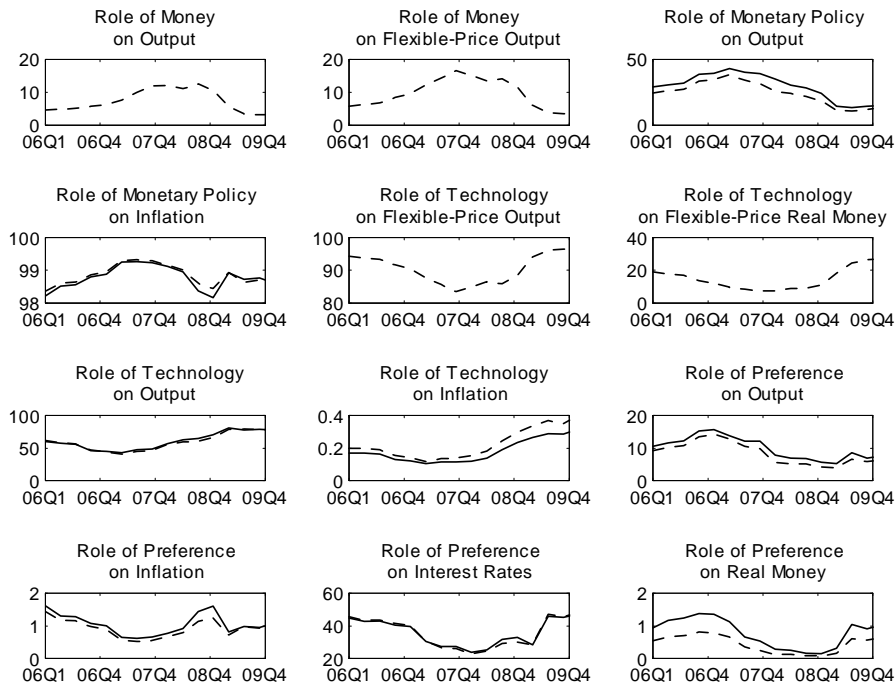 Role of Money
on Output
20
10
0
06Q1 06Q4 07Q4 08Q4 09Q4
Role of Money
on Flexible-Price Output
20
10
0
06Q1 06Q4 07Q4 08Q4 09Q4
Role of Monetary Policy
on Output
50
0
06Q1 06Q4 07Q4 08Q4 09Q4
Role of Monetary Policy
on Inflation
100
99
98
06Q1 06Q4 07Q4 08Q4 09Q4
Role of Technology
on Flexible-Price Output
100
90
80
06Q1 06Q4 07Q4 08Q4 09Q4
Role of Technology
on Flexible-Price Real Money
40
20
0
06Q1 06Q4 07Q4 08Q4 09Q4
Role of Technology
on Output
100
50
0
06Q1 06Q4 07Q4 08Q4 09Q4
Role of Technology
on Inflation
0.4
0.2
0
06Q1 06Q4 07Q4 08Q4 09Q4
Role of Preference
on Output
20
10
0
06Q1 06Q4 07Q4 08Q4 09Q4
Role of Preference
on Inflation
2
1
0
06Q1 06Q4 07Q4 08Q4 09Q4
Role of Preference
on Interest Rates
60
40
20
06Q1 06Q4 07Q4 08Q4 09Q4
Role of Preference
on Real Money
2
1
0
06Q1 06Q4 07Q4 08Q4 09Q4